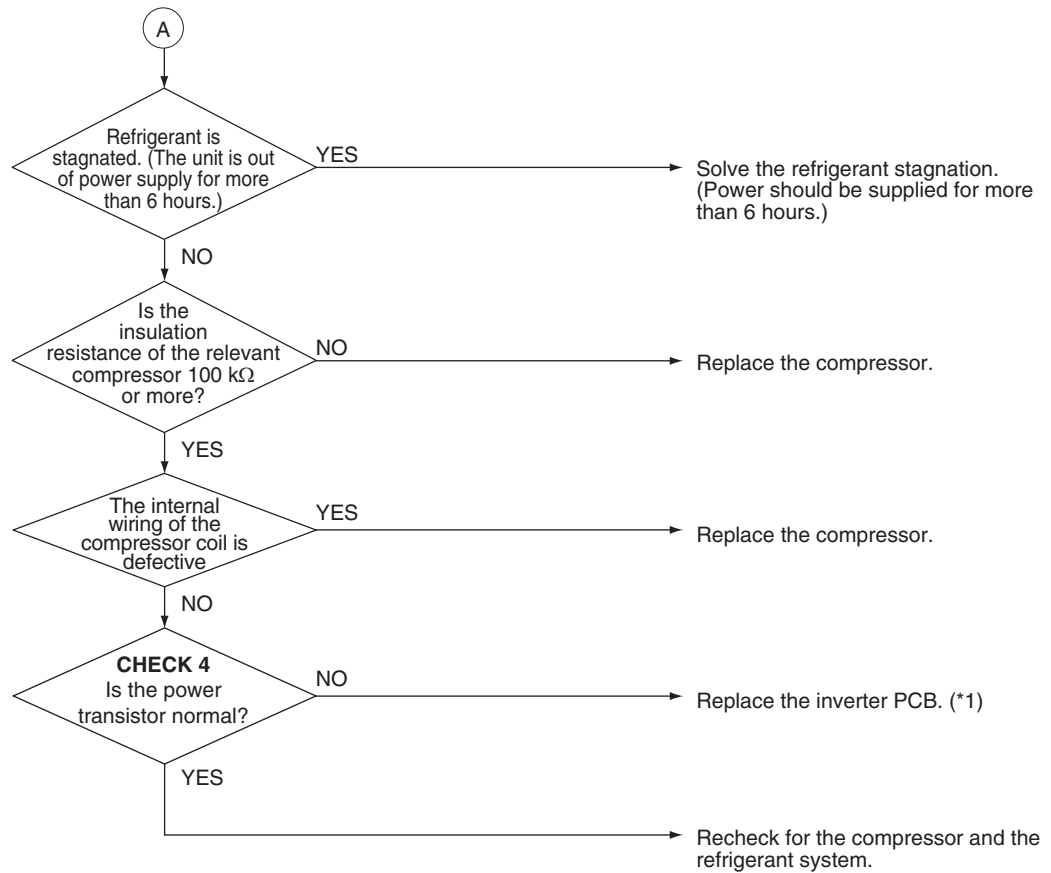 A
Refrigerant is
stagnated. (The unit is out
of power supply for more
than 6 hours.)
YES
Solve the refrigerant stagnation.
(Power should be supplied for more
than 6 hours.)
NO
Is the
insulation
resistance of the relevant
compressor 100 kΩ
or more?
NO
Replace the compressor.
YES
The internal
wiring of the
compressor coil is
defective
YES
Replace the compressor.
NO
CHECK 4
Is the power
transistor normal?
NO
Replace the inverter PCB. (*1)
YES
Recheck for the compressor and the
refrigerant system.